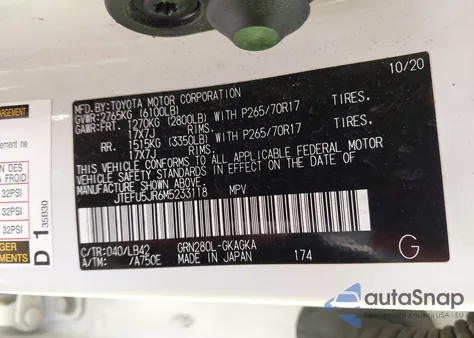 10/20
MFD.BY:TOYOTA MOTOR CORPORATION
GVWR:2765KG (6100LB)
GAWR:FRT. 1270KG (2800LB) WITH P265/70R17 TIRES.
17X7J RIMS.
1515KG (3350LB) WITH P265/70R17 TIRES.
17X7J RIMS.
THIS VEHICLE CONFORMS TO ALL APPLICABLE FEDERAL MOTOR
VEHICLE SAFETY STANDARDS IN EFFECT ON THE DATE OF
MANUFACTURE SHOWN ABOVE.
JTEFU5JR6M5233118 MPV
C/TR:040/LB42 GRN280L-GKAGKA
A/TM: /A750E MADE IN JAPAN 174
G
A FROID
32PSI
32PSI
32PSI
D 1
35B30
autoSnap